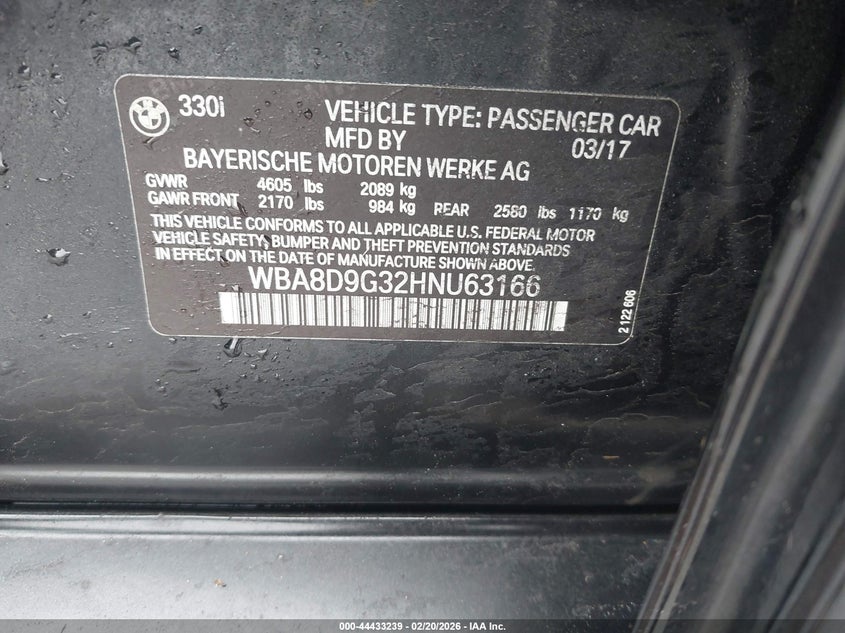 BMW
330i
VEHICLE TYPE: PASSENGER CAR
MFD BY 03/17
BAYERISCHE MOTOREN WERKE AG
GVWR 4605 lbs 2089 kg
GAWR FRONT 2170 lbs 984 kg REAR 2580 lbs 1170 kg
THIS VEHICLE CONFORMS TO ALL APPLICABLE U.S. FEDERAL MOTOR
VEHICLE SAFETY, BUMPER AND THEFT PREVENTION STANDARDS
IN EFFECT ON THE DATE OF MANUFACTURE SHOWN ABOVE.
WBA8D9G32HNU63166
2 122 606
000-44433239 - 02/20/2026 - IAA Inc.